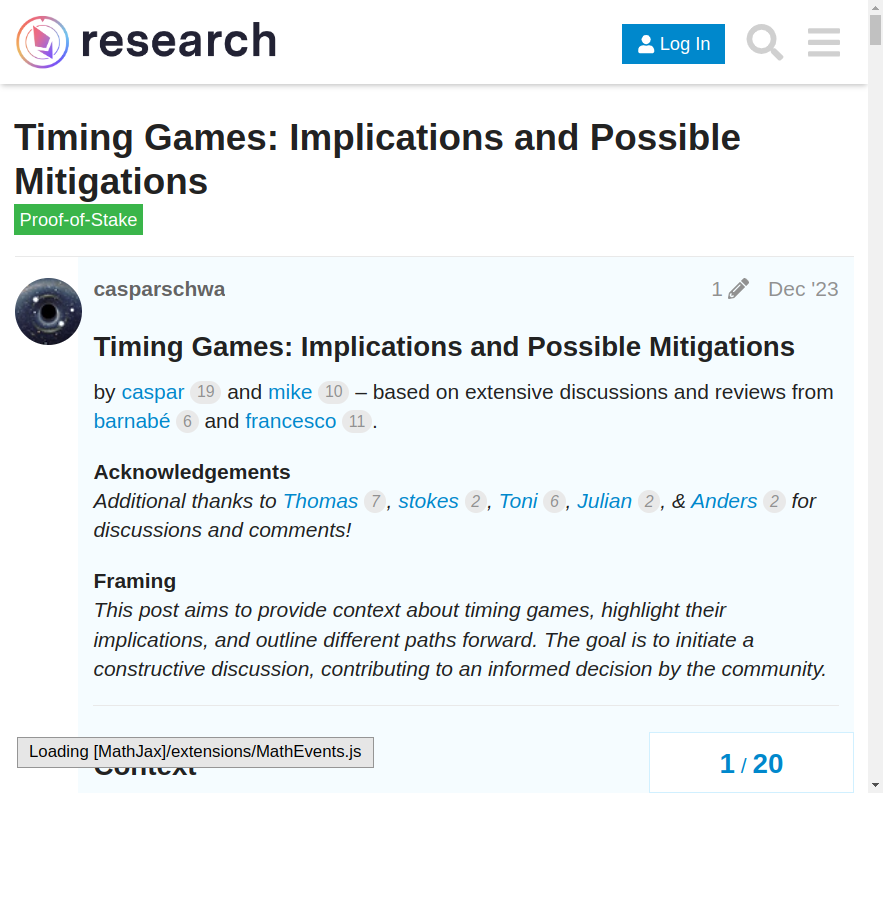 research
Log In
Timing Games: Implications and Possible
Mitigations
Proof-of-Stake
casparschwa
1
Dec '23
Timing Games: Implications and Possible Mitigations
by caspar 19 and mike 10 – based on extensive discussions and reviews from
barnabé 6 and francesco 11.
Acknowledgements
Additional thanks to Thomas 7, stokes 2, Toni 6, Julian 2, & Anders 2 for
discussions and comments!
Framing
This post aims to provide context about timing games, highlight their
implications, and outline different paths forward. The goal is to initiate a
constructive discussion, contributing to an informed decision by the community.
Loading [MathJax]/extensions/MathEvents.js
Context
1 / 20